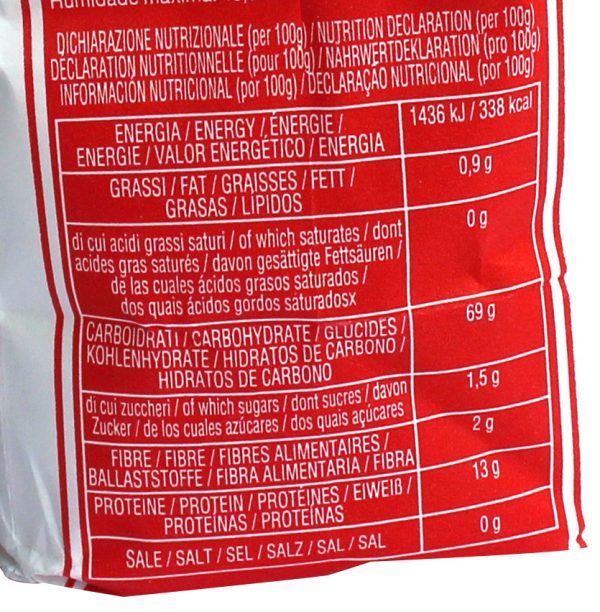 Umidade máxima:
DICHIARAZIONE NUTRIZIONALE (per 100g) / NUTRITION DECLARATION (per 100g)
DÉCLARATION NUTRITIONNELLE (pour 100g) / NÄHRWERTDEKLARATION (pro 100g)
INFORMACIÓN NUTRICIONAL (por 100g) / DECLARAÇÃO NUTRICIONAL (por 100g)
ENERGIA / ENERGY / ÉNERGIE /
ENERGIE / VALOR ENERGÉTICO / ENERGIA
1436 kJ / 338 kcal
GRASSI / FAT / GRAISSES / FETT /
GRASAS / LIPIDOS
0,9 g
di cui acidi grassi saturi / of which saturates / dont
acides gras saturés / davon gesättigte Fettsäuren /
de las cuales ácidos grasos saturados /
dos quais ácidos gordos saturadosx
0 g
CARBOIDRATI / CARBOHYDRATE / GLUCIDES /
KOHLENHYDRATE / HIDRATOS DE CARBONO /
HIDRATOS DE CARBONO
69 g
di cui zuccheri / of which sugars / dont sucres / davon
Zucker / de los cuales azúcares / dos quais açúcares
1,5 g
FIBRE / FIBRE / FIBRES ALIMENTAIRES /
BALLASTSTOFFE / FIBRA ALIMENTARIA / FIBRA
2 g
PROTEINE / PROTEIN / PROTÉINES / EIWEIß /
PROTEÍNAS / PROTEÍNAS
13 g
SALE / SALT / SEL / SALZ / SAL / SAL
0 g